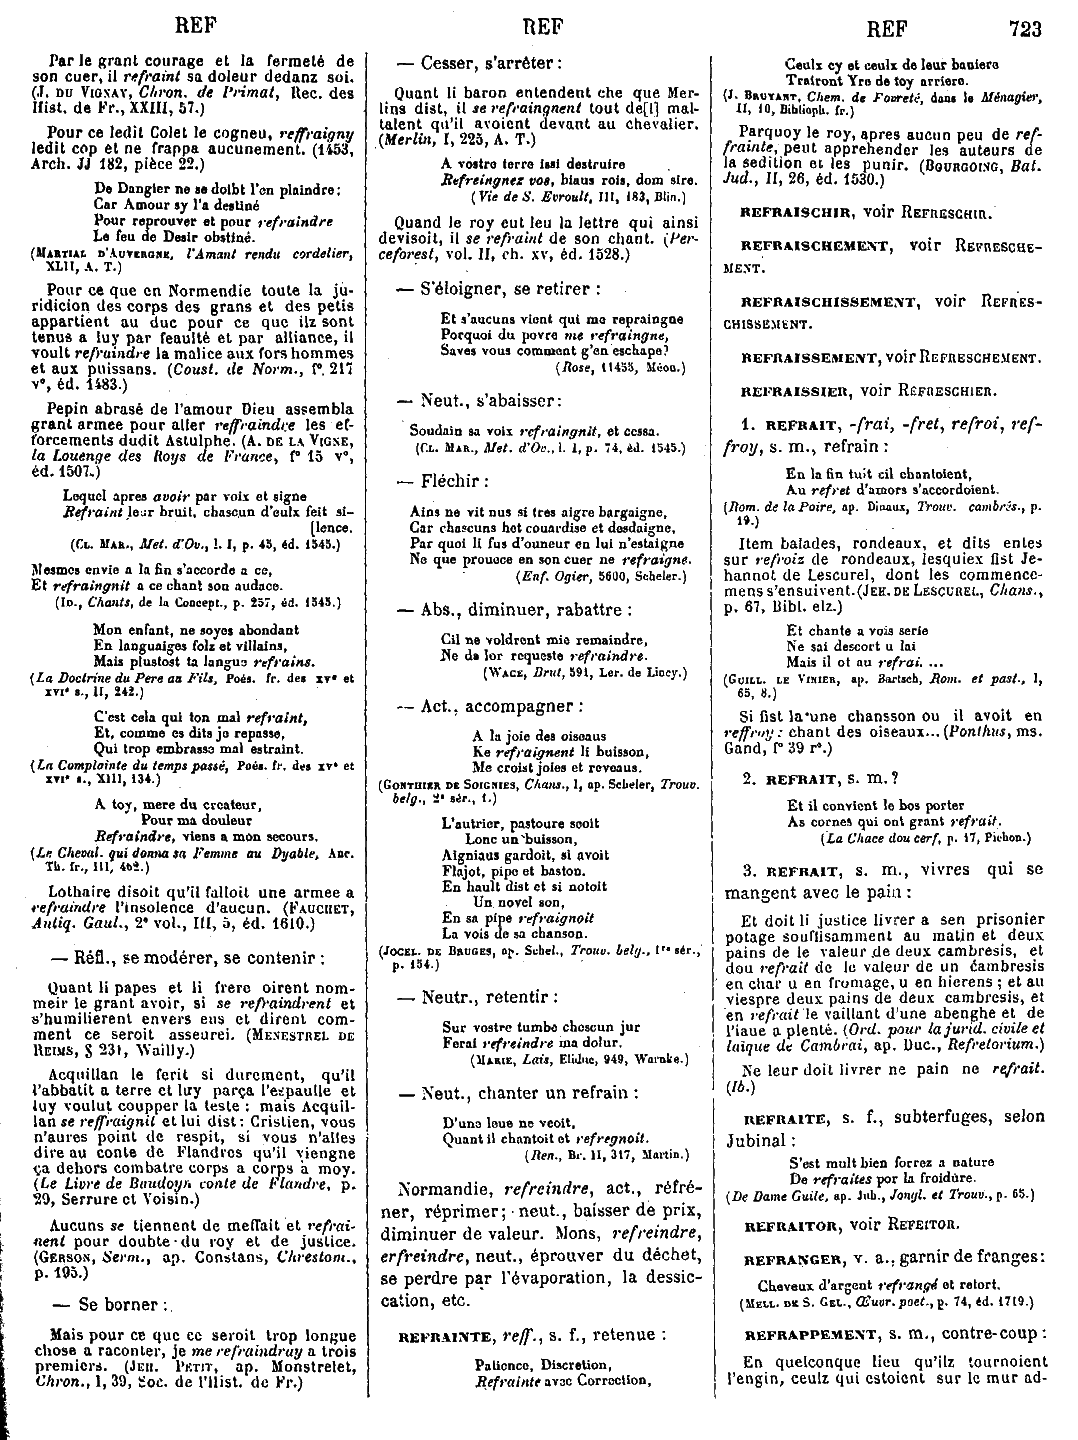 REF
REF
REF
723
Par le grant courage et la fermeté de
son cuer, il refraint sa doleur dedanz soi.
(J. DU VIGNAY, Chron. de Primat, Rec. des
Hist. de Fr., XXIII, 57.)
Pour ce ledit Colet le cogneu, reffraigny
ledit cop et ne frappa aucunement. (1453,
Arch. JJ 182, pièce 22.)
De Dangier ne se doibt l'en plaindre;
Car Amour sy l'a destiné
Pour reprouver et pour refraindre
Le feu de Desir obstiné.
(MARTIAL D'AUVERGNE, l'Amant rendu cordelier,
XLII, A. T.)
Pour ce que en Normendie toute la ju-
ridicion des corps des grans et des petis
appartient au duc pour ce que ilz sont
tenus a luy par feaulté et par alliance, il
voult refraindre la malice aux fors hommes
et aux puissans. (Coust. de Norm., f° 217
v°, éd. 1483.)
Pepin abrasé de l'amour Dieu assembla
grant armee pour aller reffraindre les ef-
forcements dudit Astulphe. (A. DE LA VIGNE,
la Louenge des Roys de France, f° 15 v°,
éd. 1507.)
Lequel apres avoir par voix et signe
Refraint leur bruit, chascun d'eulx feit si-
[lence.
(CL. MAR., Met. d'Ov., l. I, p. 45, éd. 1545.)
Mesmes envie a la fin s'accorde a ce,
Et refraingnit a ce chant son audace.
(ID., Chants, de la Concept., p. 257, éd. 1545.)
Mon enfant, ne soyes abondant
En languaiges folz et villains,
Mais plustost ta langue refrains.
(La Doctrine du Pere au Fils, Poés. fr. des XVe et
XVIe s., II, 242.)
C'est cela qui ton mal refraint,
Et, comme es dits je repasse,
Qui trop embrasse mal estraint.
(La Complainte du temps passé, Poés. fr. des XVe et
XVIe s., XIII, 134.)
A toy, mere du createur,
Pour ma douleur
Refraindre, viens a mon secours.
(Le Cheval. qui donna sa Femme au Dyable, Anc.
Th. fr., III, 462.)
Lothaire disoit qu'il falloit une armee a
refraindre l'insolence d'aucun. (FAUCHET,
Antiq. Gaul., 2e vol., III, 5, éd. 1610.)
— Réfl., se modérer, se contenir :
Quant li papes et li frere oirent nom-
meir le grant avoir, si se refraindrent et
s'humilierent envers eus et dirent com-
ment ce seroit asseurei. (MENESTREL DE
REIMS, § 231, Wailly.)
Acquillan le ferit si durement, qu'il
l'abbatit a terre et luy parça l'espaulle et
luy voulut coupper la teste : mais Acquil-
lan se reffraignit et lui dist : Cristien, vous
n'aures point de respit, si vous n'alles
dire au conte de Flandres qu'il viengne
ça dehors combatre corps a corps a moy.
(Le Livre de Baudoyn conte de Flandre, p.
29, Serrure et Voisin.)
Aucuns se tiennent de meffait et refrai-
nent pour doubte du roy et de justice.
(GERSON, Serm., ap. Constans, Chrestom.,
p. 195.)
— Se borner :
Mais pour ce que ce seroit trop longue
chose a raconter, je me refraindray a trois
premiers. (JEH. PETIT, ap. Monstrelet,
Chron., I, 39, Soc. de l'Hist. de Fr.)
— Cesser, s'arrêter :
Quant li baron entendent che que Mer-
lins dist, il se refraingnent tout de[l] mal-
talent qu'il avoient devant au chevalier.
(Merlin, I, 225, A. T.)
A vostre terre issi destruire
Refreingnez vos, biaus rois, dom sire.
(Vie de S. Evroult, III, 183, Blin.)
Quand le roy eut leu la lettre qui ainsi
devisoit, il se refraint de son chant. (Per-
ceforest, vol. II, ch. XV, éd. 1528.)
— S'éloigner, se retirer :
Et s'aucuns vient qui me repraingne
Porquoi du povre me refraingne,
Saves vous comment g'en eschape?
(Rose, 11453, Méon.)
— Neut., s'abaisser :
Soudain sa voix refraingnit, et cessa.
(CL. MAR., Met. d'Ov., l. I, p. 74, éd. 1545.)
— Fléchir :
Ains ne vit nus si tres aigre bargaigne,
Car chascuns het couardise et desdaigne,
Par quoi li fus d'ouneur en lui n'estaigne
Ne que prouece en son cuer ne refraigne.
(Enf. Ogier, 5600, Scheler.)
— Abs., diminuer, rabattre :
Cil ne voldrent mie remaindre,
Ne de lor requeste refraindre.
(WACE, Brut, 591, Ler. de Lincy.)
— Act., accompagner :
A la joie des oiseaus
Ke refraignent li buisson,
Me croist joies et reveaus.
(GONTHIER DE SOIGNIES, Chans., I, ap. Scheler, Trouv.
belg., 2e sér., 1.)
L'autrier, pastoure seoit
Lonc un buisson,
Aigniaus gardoit, si avoit
Flajot, pipe et baston.
En hault dist et si notoit
Un novel son,
En sa pipe refraignoit
La vois de sa chanson.
(JOCEL. DE BRUGES, ap. Schel., Trouv. belg., 1re sér.,
p. 154.)
— Neutr., retentir :
Sur vostre tumbe chescun jur
Ferai refreindre ma dolur.
(MARIE, Lais, Eliduc, 949, Warnke.)
— Neut., chanter un refrain :
D'une leue ne veoit,
Quant il chantoit et refregnoit.
(Ren., Br. II, 317, Martin.)
Normandie, refreindre, act., réfré-
ner, réprimer; neut., baisser de prix,
diminuer de valeur. Mons, refreindre,
erfreindre, neut., éprouver du déchet,
se perdre par l'évaporation, la dessic-
cation, etc.
REFRAINTE, reff., s. f., retenue :
Patience, Discretion,
Refrainte avec Correction,
Ceulx cy et ceulx de leur baniere
Trairont Yre de toy arriere.
(J. BRUYANT, Chem. de Povreté, dans le Ménagier,
II, 10, Biblioph. fr.)
Parquoy le roy, apres aucun peu de ref-
frainte, peut apprehender les auteurs de
la sedition et les punir. (BOURGOING, Bat.
Jud., II, 26, éd. 1530.)
REFRAISCHIR, voir REFRESCHIR.
REFRAISCHEMENT, voir REFRESCHE-
MENT.
REFRAISCHISSEMENT, voir REFRES-
CHISSEMENT.
REFRAISSEMENT, voir REFRESCHEMENT.
REFRAISSIER, voir REFRESCHIER.
1. REFRAIT, -frai, -fret, refroi, ref-
froy, s. m., refrain :
En la fin tuit cil chantoient,
Au refret d'amors s'accordoient.
(Rom. de la Poire, ap. Dinaux, Trouv. cambrés., p.
19.)
Item balades, rondeaux, et dits entes
sur refroiz de rondeaux, lesquiex fist Je-
hannot de Lescurel, dont les commence-
mens s'ensuivent. (JEH. DE LESCUREL, Chans.,
p. 67, Bibl. elz.)
Et chante a vois serie
Ne sai descort u lai
Mais il ot au refrai. ...
(GUILL. LE VINIER, ap. Bartsch, Rom. et past., I,
65, 8.)
Si fist la une chansson ou il avoit en
reffroy : chant des oiseaux... (Ponthus, ms.
Gand, f° 39 r°.)
2. REFRAIT, s. m.?
Et il convient le bos porter
As cornes qui ont grant refrait.
(La Chace dou cerf, p. 17, Pichon.)
3. REFRAIT, s. m., vivres qui se
mangent avec le pain :
Et doit li justice livrer a sen prisonier
potage souffisamment au matin et deux
pains de le valeur de deux cambresis, et
dou refrait de le valeur de un cambresis
en char u en fromage, u en hierens ; et au
viespre deux pains de deux cambresis, et
en refrait le vaillant d'une abenghe et de
l'iaue a plenté. (Ord. pour la jurid. civile et
laïque de Cambrai, ap. Duc., Refretorium.)
Ne leur doit livrer ne pain ne refrait.
(Ib.)
REFRAITE, s. f., subterfuges, selon
Jubinal :
S'est mult bien forrez a nature
De refraites por la froidure.
(De Dame Guile, ap. Jub., Jongl. et Trouv., p. 65.)
REFRAITOR, voir REFEITOR.
REFRANGER, v. a., garnir de franges :
Cheveux d'argent refrangé et retort.
(MELL. DE S. GEL., Œuvr. poet., p. 74, éd. 1719.)
REFRAPPEMENT, s. m., contre-coup :
En quelconque lieu qu'ilz tournoient
l'engin, ceulz qui estoient sur le mur ad-